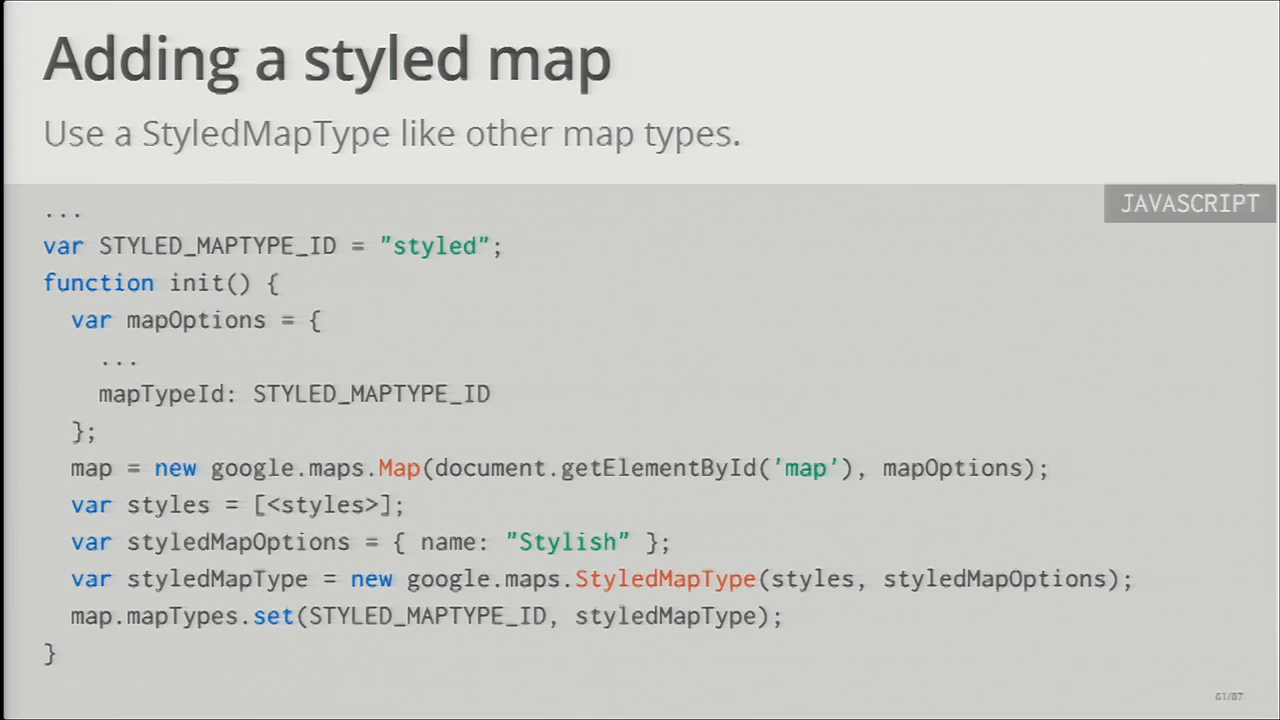 Adding a styled map
Use a StyledMapType like other map types.
JAVASCRIPT
...
var STYLED_MAPTYPE_ID = "styled";
function init() {
  var mapOptions = {
    ...
    mapTypeId: STYLED_MAPTYPE_ID
  };
  map = new google.maps.Map(document.getElementById('map'), mapOptions);
  var styles = [<styles>];
  var styledMapOptions = { name: "Stylish" };
  var styledMapType = new google.maps.StyledMapType(styles, styledMapOptions);
  map.mapTypes.set(STYLED_MAPTYPE_ID, styledMapType);
}
61/87